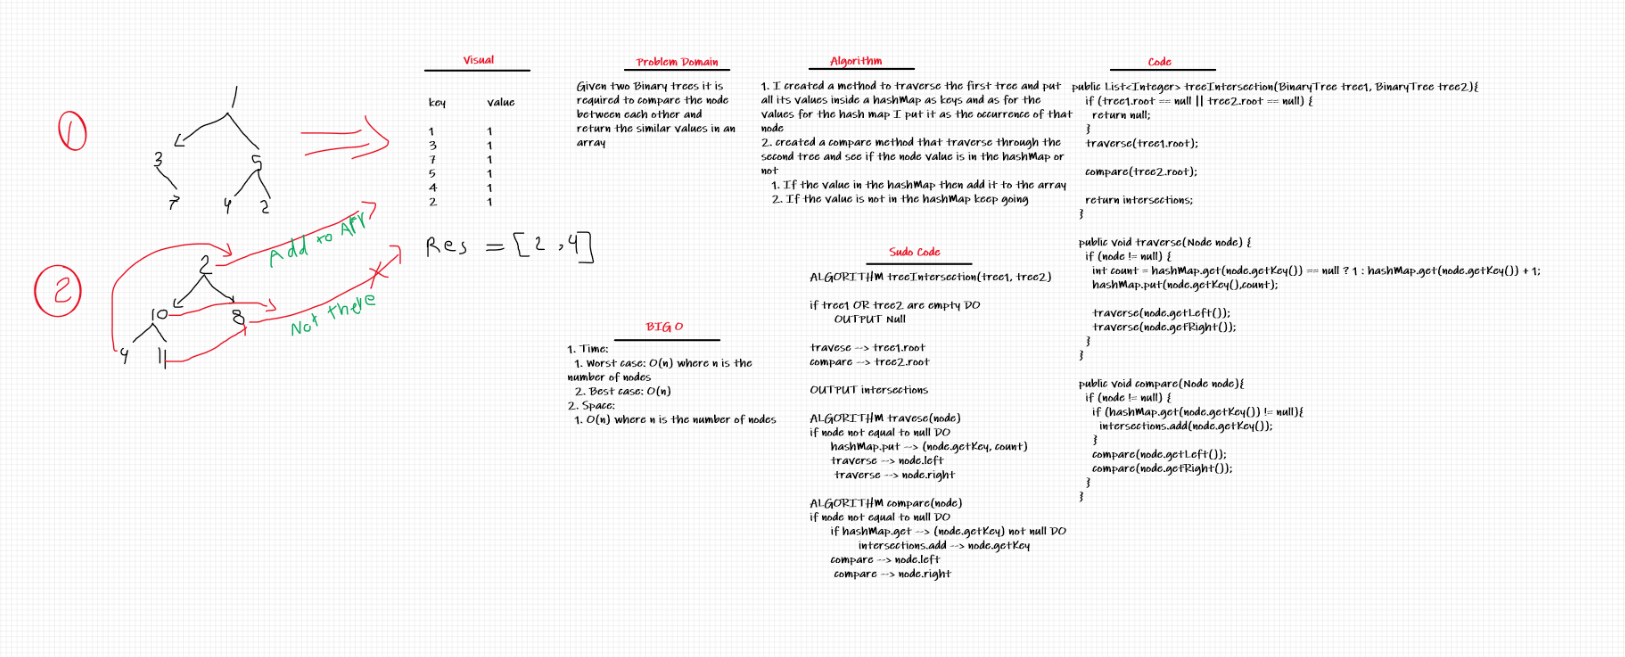 1
1
3
5
7
4
2
2
2
10
8
4
11
Add to Arr
Not there
Visual
key value
1 1
3 1
7 1
5 1
4 1
2 1
Res = [2 ,4]
Problem Domain
Given two Binary trees it is
required to compare the node
between each other and
return the similar values in an
array
BIG O
1. Time:
1. Worst case: O(n) where n is the
number of nodes
2. Best case: O(n)
2. Space:
1. O(n) where n is the number of nodes
Algorithm
1. I created a method to traverse the first tree and put
all its values inside a hashMap as keys and as for the
values for the hash map I put it as the occurrence of that
node
2. created a compare method that traverse through the
second tree and see if the node value is in the hashMap or
not
1. If the value in the hashMap then add it to the array
2. If the value is not in the hashMap keep going
Sudo Code
ALGORITHM treeIntersection(tree1, tree2)
if tree1 OR tree2 are empty DO
OUTPUT Null
travese --> tree1.root
compare --> tree2.root
OUTPUT intersections
ALGORITHM travese(node)
if node not equal to null DO
hashMap.put --> (node.getKey, count)
traverse --> node.left
traverse --> node.right
ALGORITHM compare(node)
if node not equal to null DO
if hashMap.get --> (node.getKey) not null DO
intersections.add --> node.getKey
compare --> node.left
compare --> node.right
Code
public List<Integer> treeIntersection(BinaryTree tree1, BinaryTree tree2){
if (tree1.root == null || tree2.root == null) {
return null;
}
traverse(tree1.root);
compare(tree2.root);
return intersections;
}
public void traverse(Node node) {
if (node != null) {
int count = hashMap.get(node.getKey()) == null ? 1 : hashMap.get(node.getKey()) + 1;
hashMap.put(node.getKey(),count);
traverse(node.getLeft());
traverse(node.getRight());
}
}
public void compare(Node node){
if (node != null) {
if (hashMap.get(node.getKey()) != null){
intersections.add(node.getKey());
}
compare(node.getLeft());
compare(node.getRight());
}
}